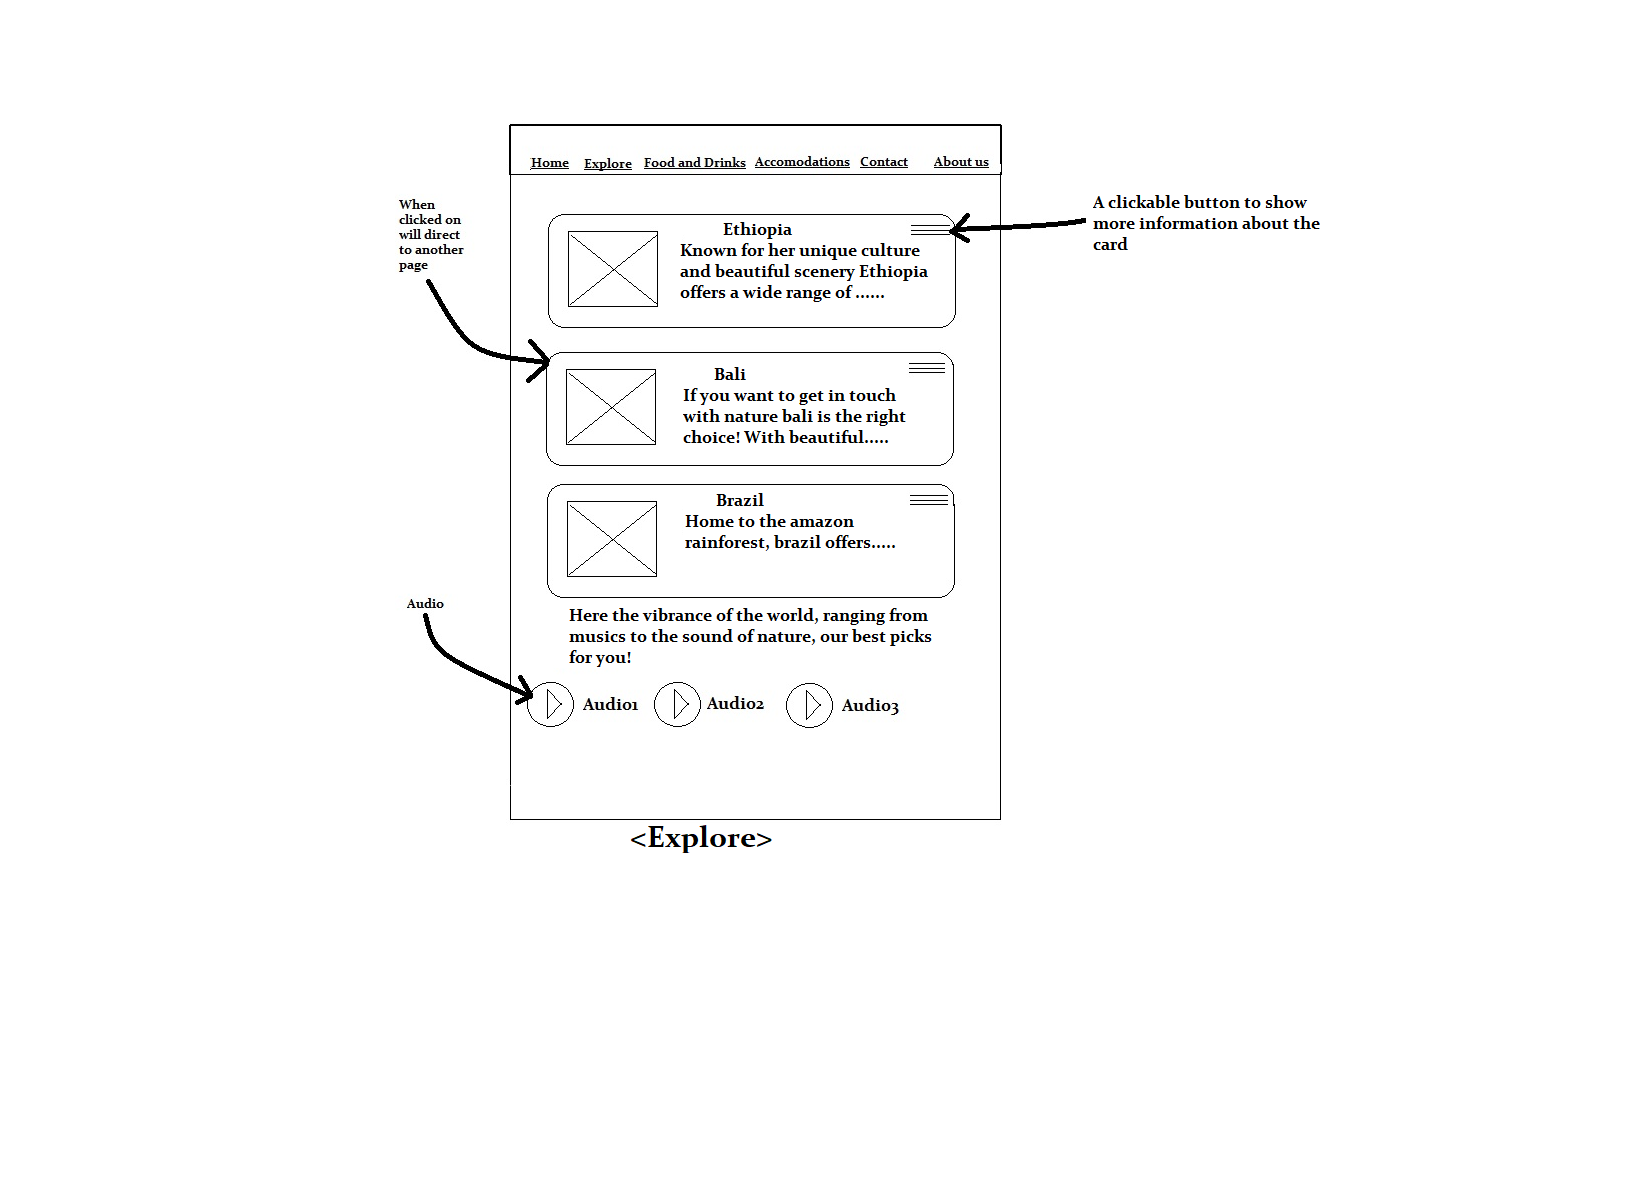 Home Explore Food and Drinks Accomodations Contact About us
When
clicked on
will direct
to another
page
A clickable button to show
more information about the
card
Ethiopia
Known for her unique culture
and beautiful scenery Ethiopia
offers a wide range of ......
Bali
If you want to get in touch
with nature bali is the right
choice! With beautiful.....
Brazil
Home to the amazon
rainforest, brazil offers.....
Audio
Here the vibrance of the world, ranging from
musics to the sound of nature, our best picks
for you!
Audio1 Audio2 Audio3
<Explore>